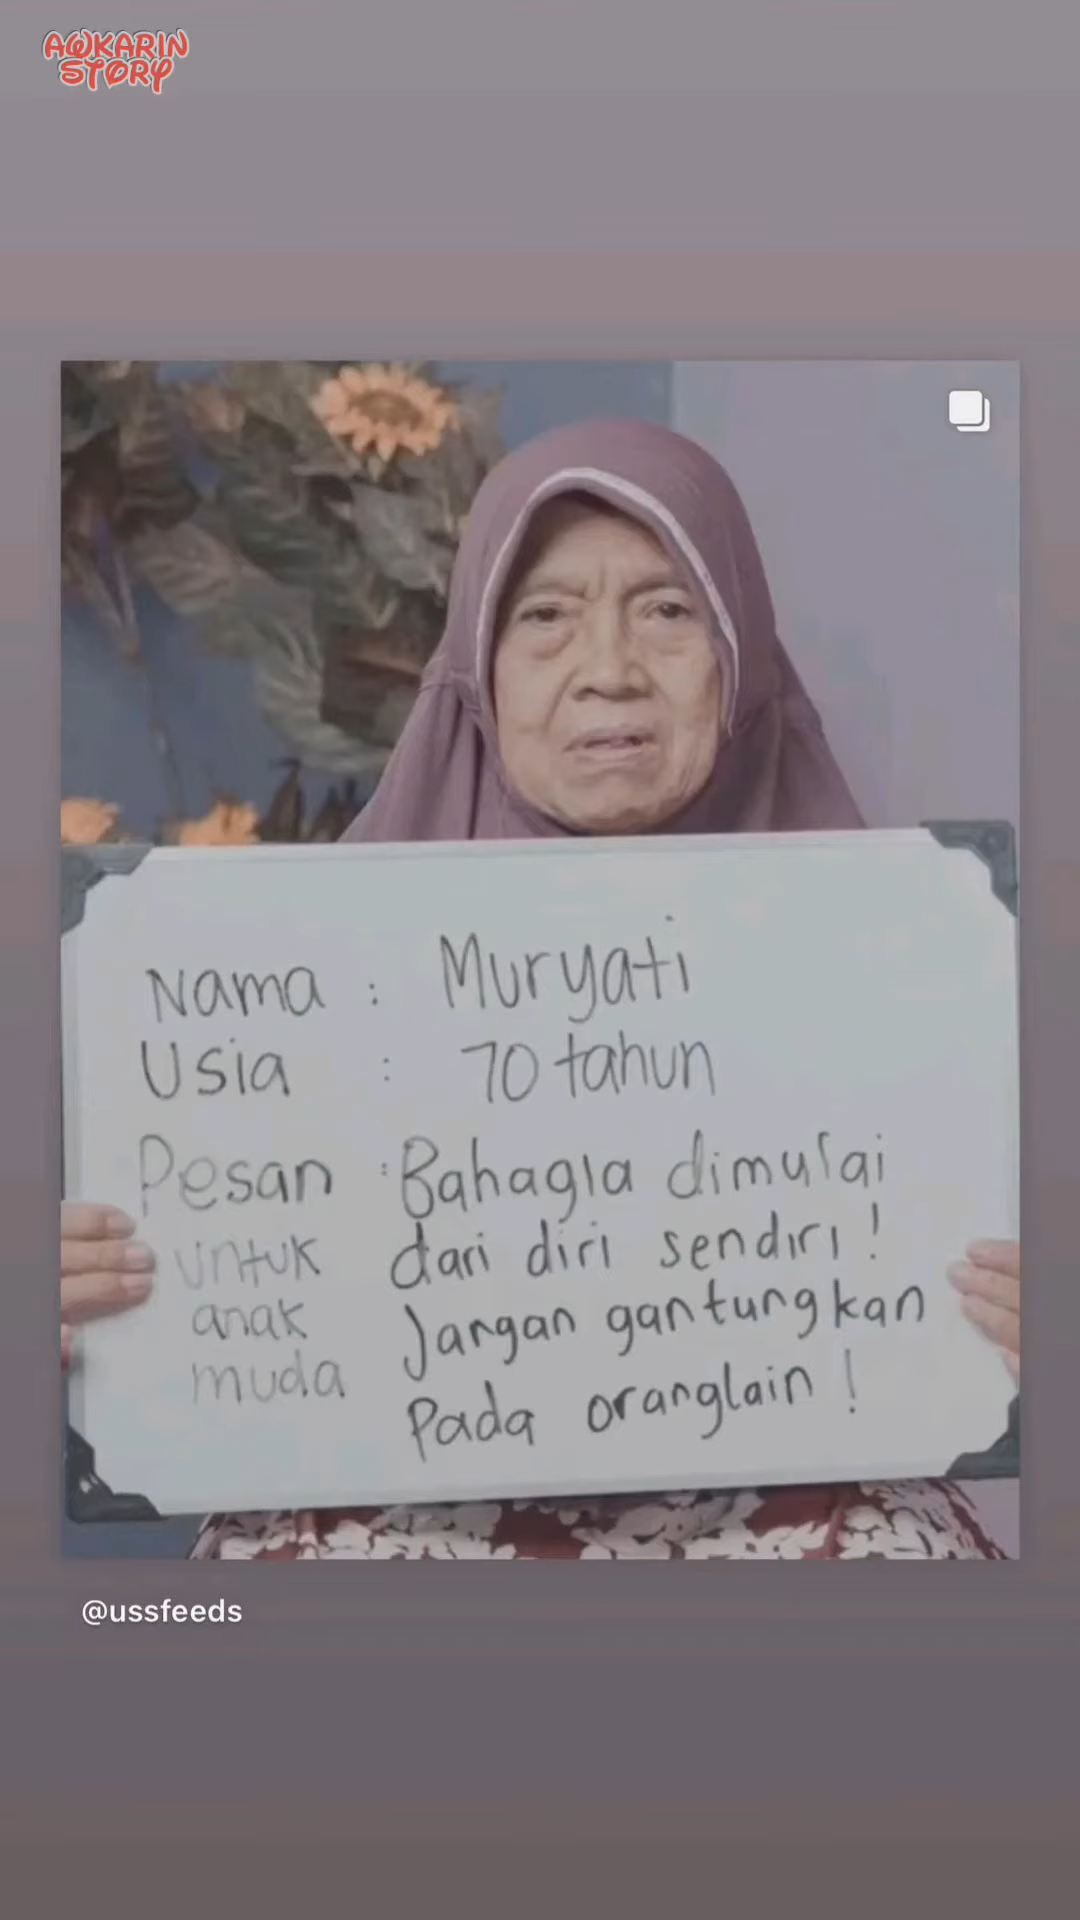 AWKARIN
STORY
Nama : Muryati
Usia : 70 tahun
Pesan : Bahagia dimulai
untuk dari diri sendiri!
anak Jangan gantungkan
muda Pada oranglain!
@ussfeeds